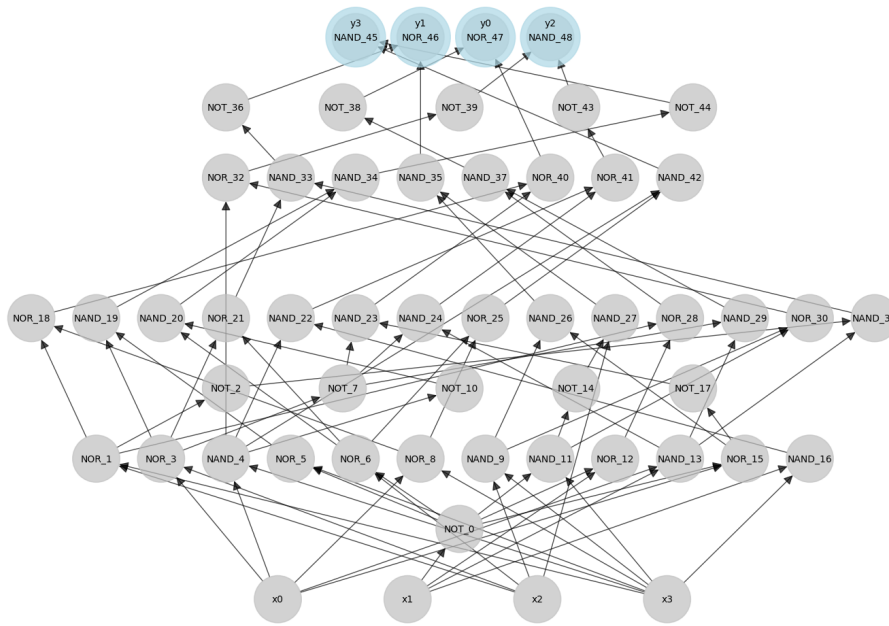 y3 y1 y0 y2
NAND_45 NOR_46 NOR_47 NAND_48
NOT_36 NOT_38 NOT_39 NOT_43 NOT_44
NOR_32 NAND_33 NAND_34 NAND_35 NAND_37 NOR_40 NOR_41 NAND_42
NOR_18 NAND_19 NAND_20 NOR_21 NAND_22 NAND_23 NAND_24 NOR_25 NAND_26 NAND_27 NOR_28 NAND_29 NOR_30 NAND_3
NOT_2 NOT_7 NOT_10 NOT_14 NOT_17
NOR_1 NOR_3 NAND_4 NOR_5 NOR_6 NOR_8 NAND_9 NAND_11 NOR_12 NAND_13 NOR_15 NAND_16
NOT_0
x0 x1 x2 x3